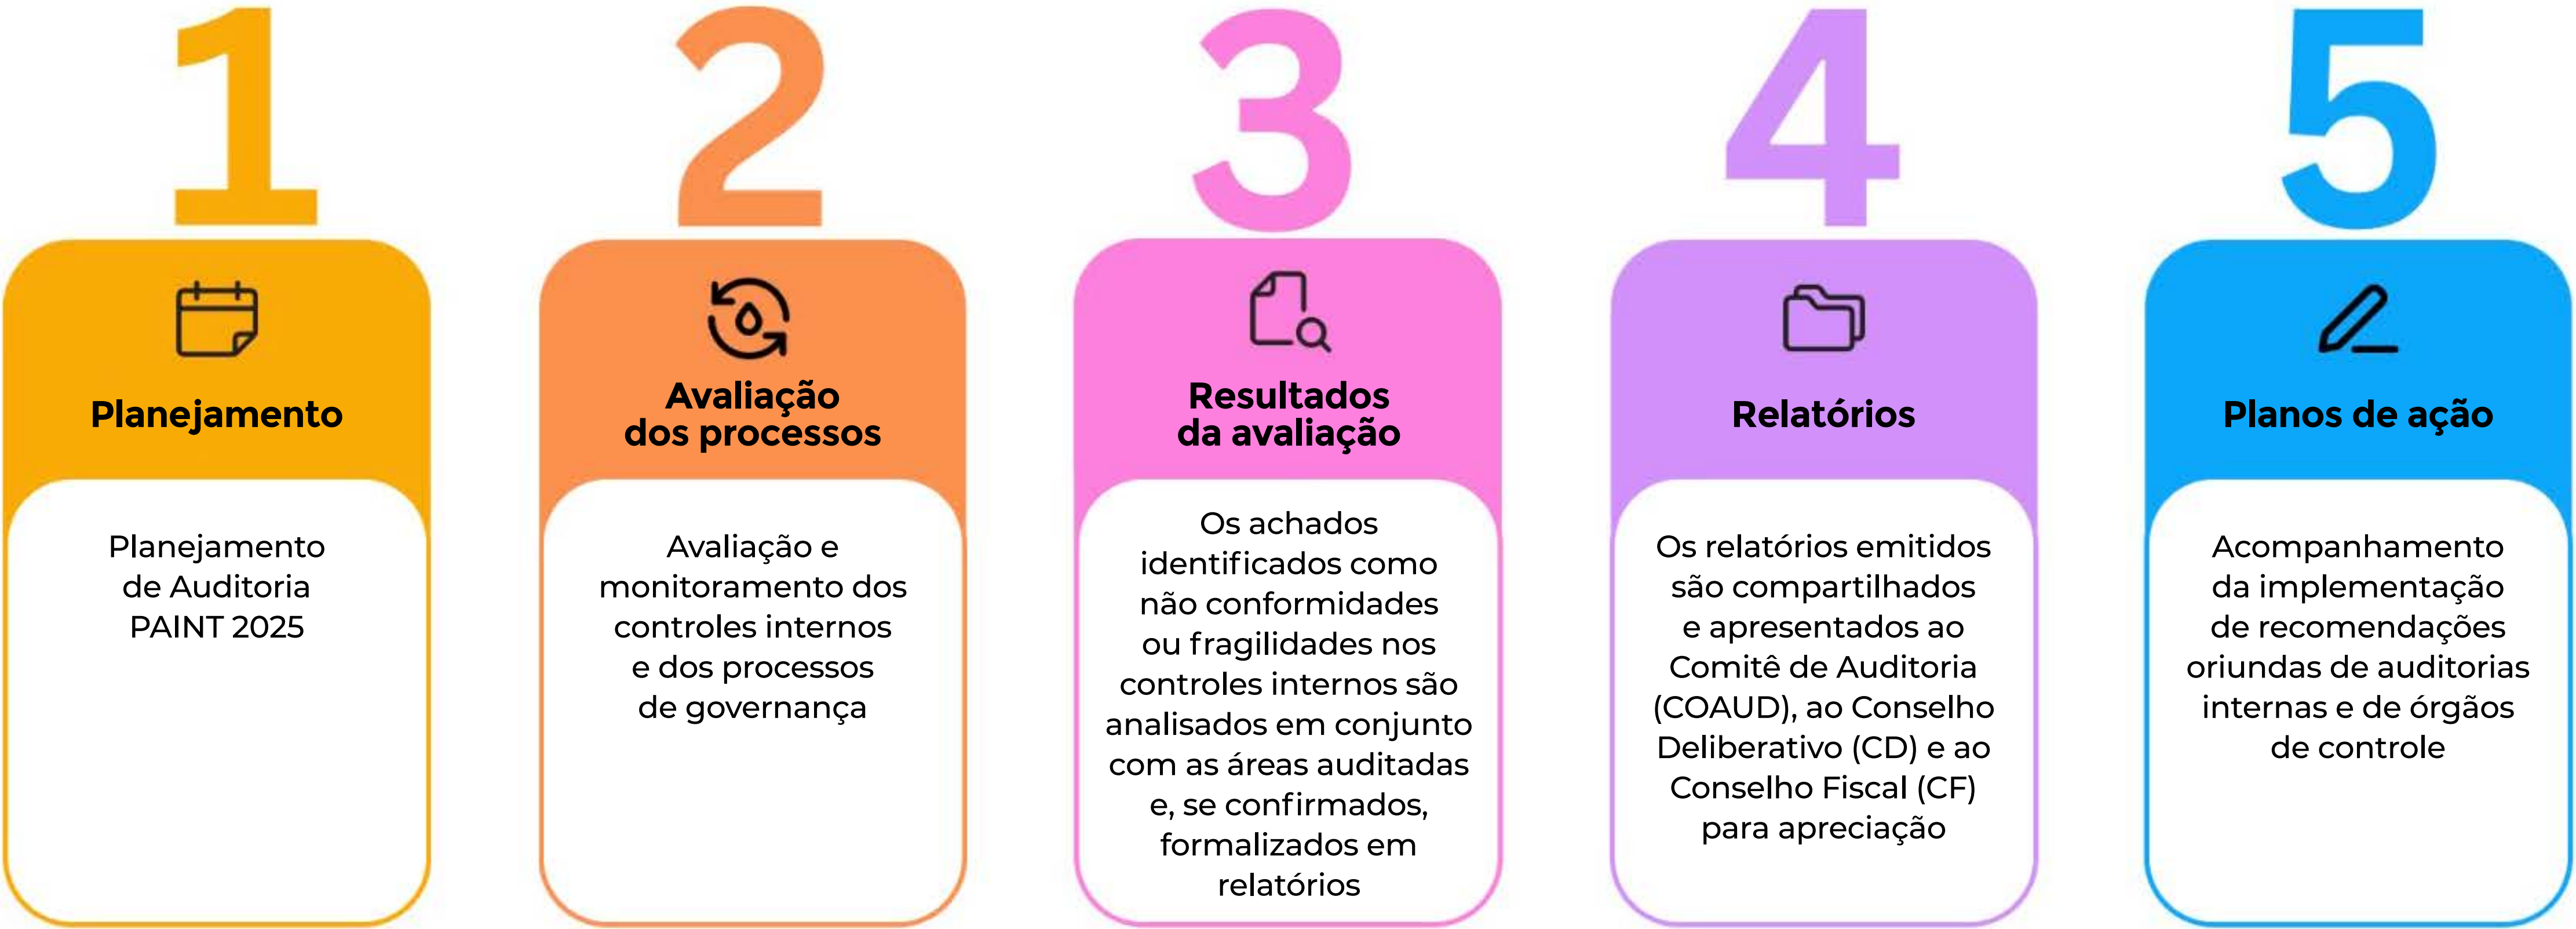 1
Planejamento
Planejamento
de Auditoria
PAINT 2025
2
Avaliação
dos processos
Avaliação e
monitoramento dos
controles internos
e dos processos
de governança
3
Resultados
da avaliação
Os achados
identificados como
não conformidades
ou fragilidades nos
controles internos são
analisados em conjunto
com as áreas auditadas
e, se confirmados,
formalizados em
relatórios
4
Relatórios
Os relatórios emitidos
são compartilhados
e apresentados ao
Comitê de Auditoria
(COAUD), ao Conselho
Deliberativo (CD) e ao
Conselho Fiscal (CF)
para apreciação
5
Planos de ação
Acompanhamento
da implementação
de recomendações
oriundas de auditorias
internas e de órgãos
de controle